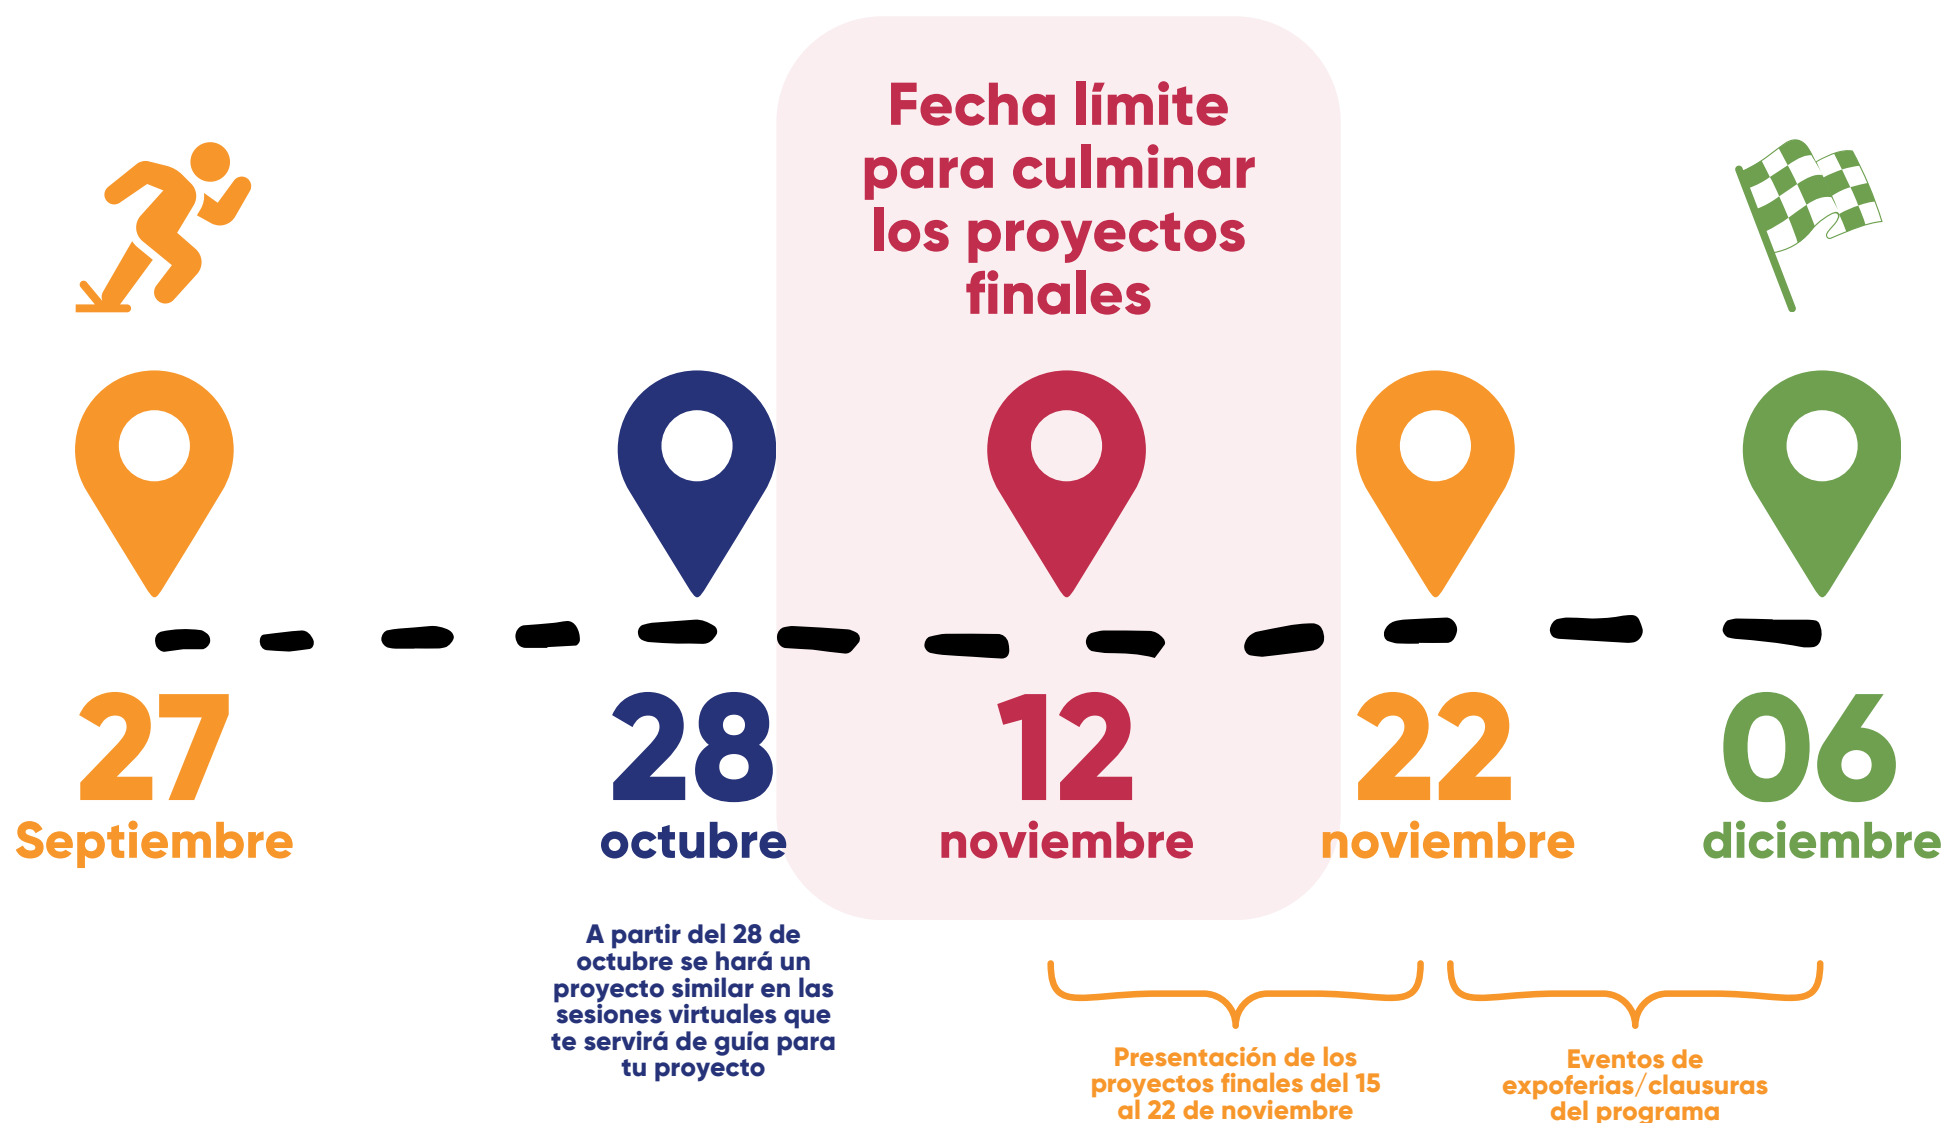 Fecha límite
para culminar
los proyectos
finales
27
Septiembre
28
octubre
12
noviembre
22
noviembre
06
diciembre
A partir del 28 de
octubre se hará un
proyecto similar en las
sesiones virtuales que
te servirá de guía para
tu proyecto
Presentación de los
proyectos finales del 15
al 22 de noviembre
Eventos de
expoferias/clausuras
del programa